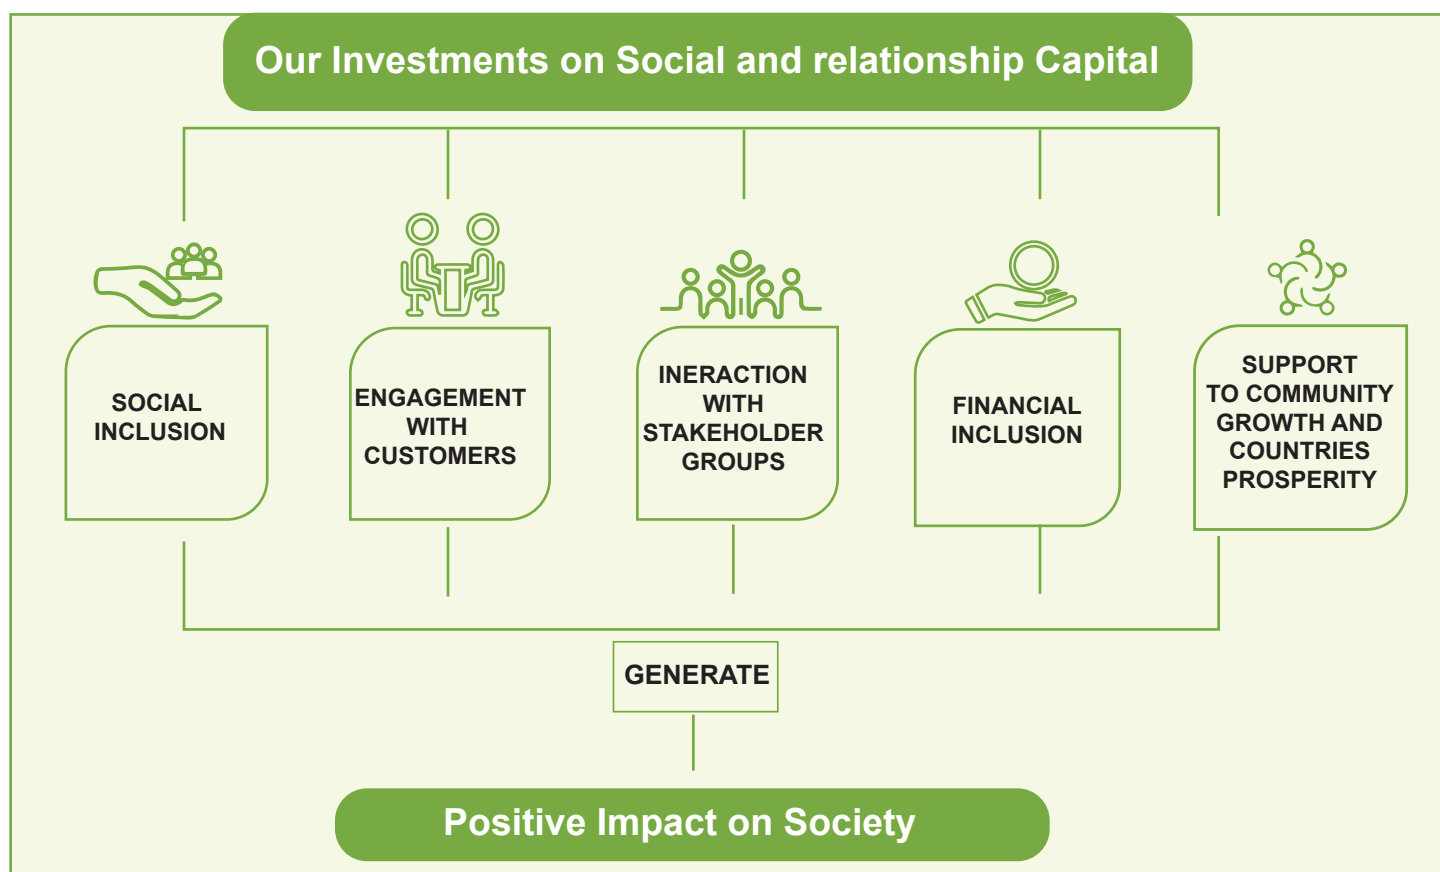 Our Investments on Social and relationship Capital
SOCIAL
INCLUSION
ENGAGEMENT
WITH
CUSTOMERS
INERACTION
WITH
STAKEHOLDER
GROUPS
FINANCIAL
INCLUSION
SUPPORT
TO COMMUNITY
GROWTH AND
COUNTRIES
PROSPERITY
GENERATE
Positive Impact on Society